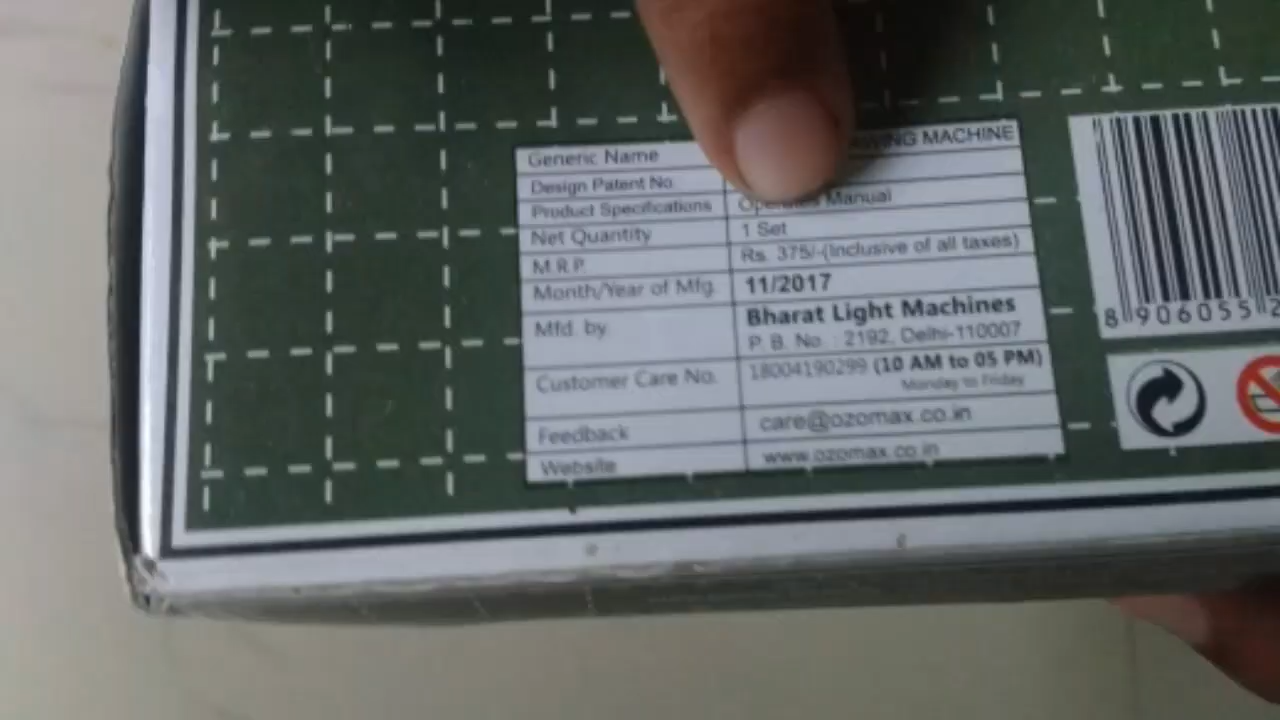 Generic Name MACHINE
Design Patent No.
Product Specifications Manual
Net Quantity 1 Set
M.R.P. Rs. 375/-(Inclusive of all taxes)
Month/Year of Mfg. 11/2017
Mfd. by Bharat Light Machines
P. B. No. : 2192, Delhi-110007
Customer Care No. 18004190299 (10 AM to 05 PM)
Monday to Friday
Feedback care@ozomax.co.in
Website www.ozomax.co.in
8 906055 2